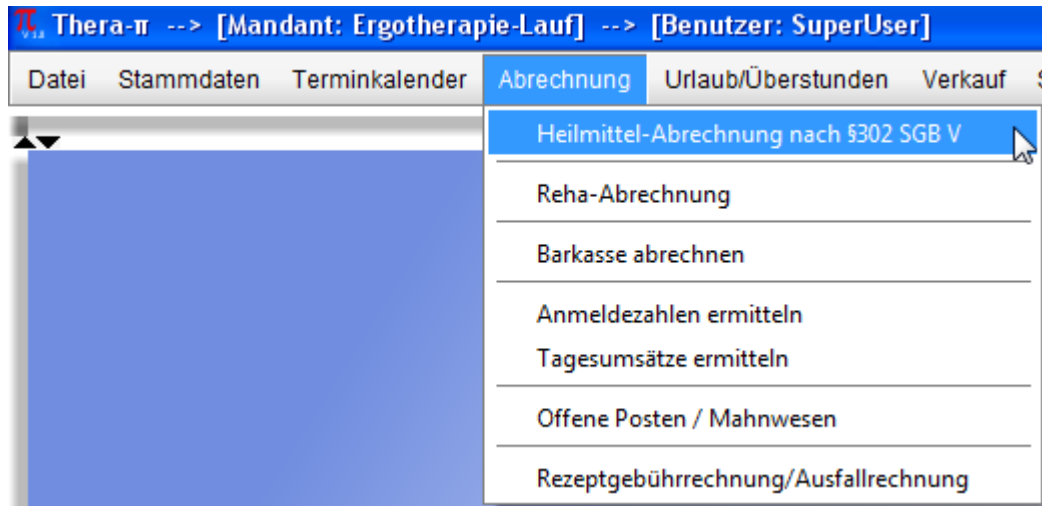 Thera-π --> [Mandant: Ergotherapie-Lauf] --> [Benutzer: SuperUser]
Datei Stammdaten Terminkalender Abrechnung Urlaub/Überstunden Verkauf
Heilmittel-Abrechnung nach §302 SGB V
Reha-Abrechnung
Barkasse abrechnen
Anmeldezahlen ermitteln
Tagesumsätze ermitteln
Offene Posten / Mahnwesen
Rezeptgebührrechnung/Ausfallrechnung